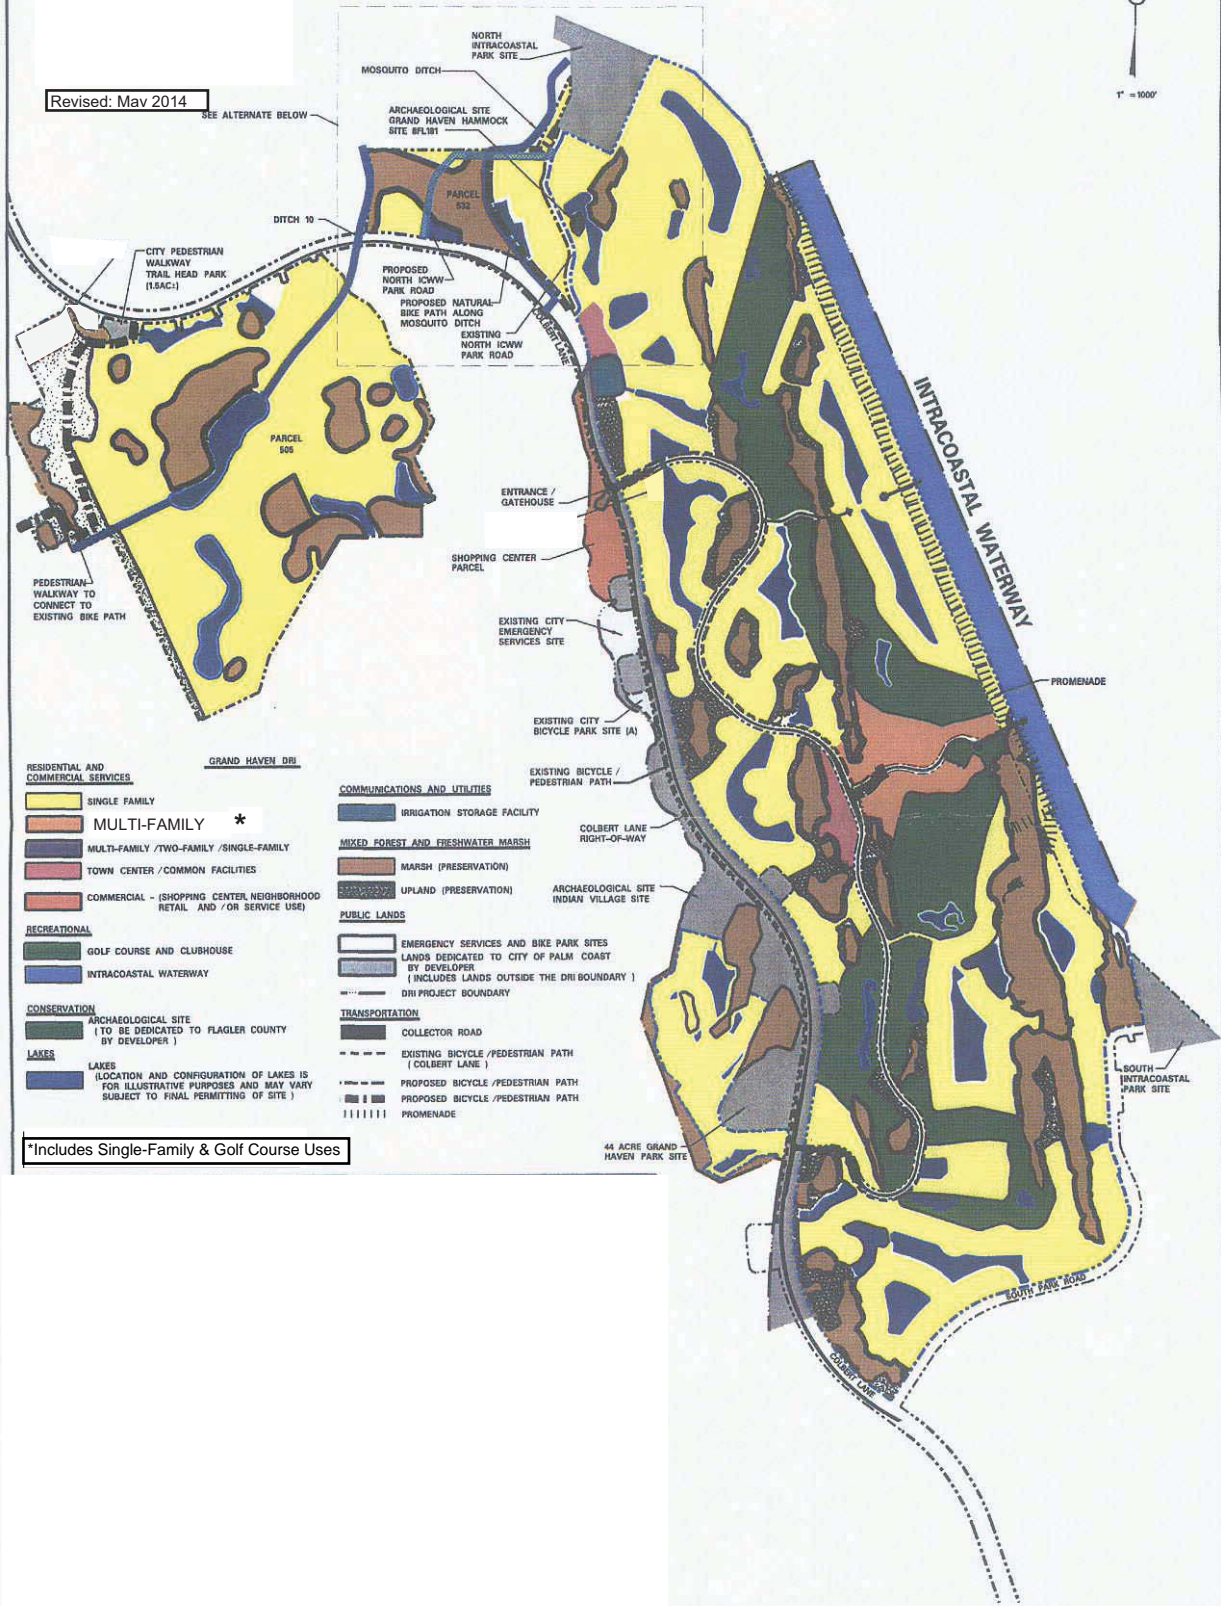 NORTH
INTRACOASTAL
PARK SITE
MOSQUITO DITCH
1" =1000'
Revised: May 2014
SEE ALTERNATE BELOW
ARCHAEOLOGICAL SITE
GRAND HAVEN HAMMOCK
SITE 8FL181
PARCEL
532
DITCH 10
CITY PEDESTRIAN
WALKWAY
TRAIL HEAD PARK
(1.5AC±)
PROPOSED
NORTH ICWW
PARK ROAD
PROPOSED NATURAL
BIKE PATH ALONG
MOSQUITO DITCH
EXISTING
NORTH ICWW
PARK ROAD
COLBERT LANE
PARCEL
505
INTRACOASTAL WATERWAY
ENTRANCE /
GATEHOUSE
SHOPPING CENTER
PARCEL
PEDESTRIAN
WALKWAY TO
CONNECT TO
EXISTING BIKE PATH
EXISTING CITY
EMERGENCY
SERVICES SITE
PROMENADE
EXISTING CITY
BICYCLE PARK SITE (A)
EXISTING BICYCLE /
PEDESTRIAN PATH
COLBERT LANE
RIGHT-OF-WAY
ARCHAEOLOGICAL SITE
INDIAN VILLAGE SITE
GRAND HAVEN DRI
RESIDENTIAL AND
COMMERCIAL SERVICES
SINGLE FAMILY
MULTI-FAMILY *
MULTI-FAMILY /TWO-FAMILY /SINGLE-FAMILY
TOWN CENTER /COMMON FACILITIES
COMMERCIAL - (SHOPPING CENTER, NEIGHBORHOOD
RETAIL AND /OR SERVICE USE)
RECREATIONAL
GOLF COURSE AND CLUBHOUSE
INTRACOASTAL WATERWAY
CONSERVATION
ARCHAEOLOGICAL SITE
( TO BE DEDICATED TO FLAGLER COUNTY
BY DEVELOPER )
LAKES
LAKES
(LOCATION AND CONFIGURATION OF LAKES IS
FOR ILLUSTRATIVE PURPOSES AND MAY VARY
SUBJECT TO FINAL PERMITTING OF SITE )
COMMUNICATIONS AND UTILITIES
IRRIGATION STORAGE FACILITY
MIXED FOREST AND FRESHWATER MARSH
MARSH (PRESERVATION)
UPLAND (PRESERVATION)
PUBLIC LANDS
EMERGENCY SERVICES AND BIKE PARK SITES
LANDS DEDICATED TO CITY OF PALM COAST
BY DEVELOPER
( INCLUDES LANDS OUTSIDE THE DRI BOUNDARY )
DRI PROJECT BOUNDARY
TRANSPORTATION
COLLECTOR ROAD
EXISTING BICYCLE /PEDESTRIAN PATH
( COLBERT LANE )
PROPOSED BICYCLE /PEDESTRIAN PATH
PROPOSED BICYCLE /PEDESTRIAN PATH
PROMENADE
*Includes Single-Family & Golf Course Uses
44 ACRE GRAND
HAVEN PARK SITE
SOUTH
INTRACOASTAL
PARK SITE
SOUTH PARK ROAD
COLBERT LANE